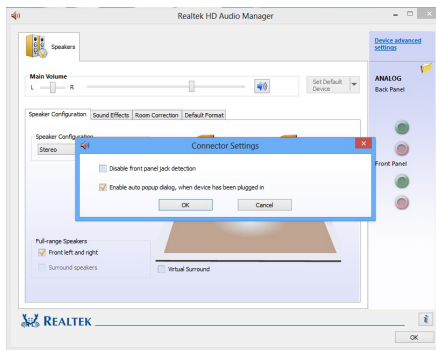 Realtek HD Audio Manager
Speakers
Device advanced
settings
Main Volume
L
R
Set Default
Device
ANALOG
Back Panel
Speaker Configuration
Sound Effects
Room Correction
Default Format
Speaker Configuration
Stereo
Connector Settings
Disable front panel jack detection
Enable auto popup dialog, when device has been plugged in
OK
Cancel
Front Panel
Full-range Speakers
Front left and right
Surround speakers
Virtual Surround
REALTEK
i
OK